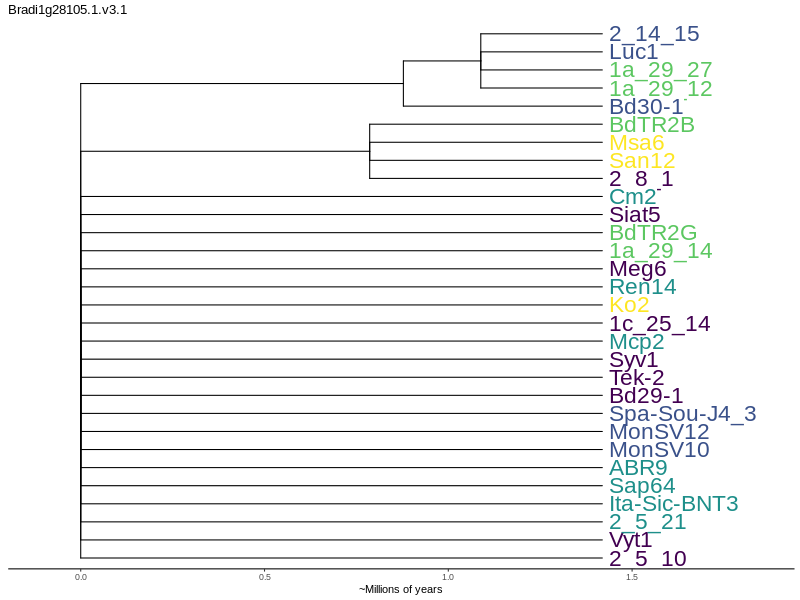 Bradi1g28105.1.v3.1
2_14_15
Luc1
1a_29_27
1a_29_12
Bd30-1
BdTR2B
Msa6
San12
2_8_1
Cm2
Siat5
BdTR2G
1a_29_14
Meg6
Ren14
Ko2
1c_25_14
Mcp2
Syv1
Tek-2
Bd29-1
Spa-Sou-J4_3
MonSV12
MonSV10
ABR9
Sap64
Ita-Sic-BNT3
2_5_21
Vyt1
2_5_10
0.0 0.5 1.0 1.5
~Millions of years